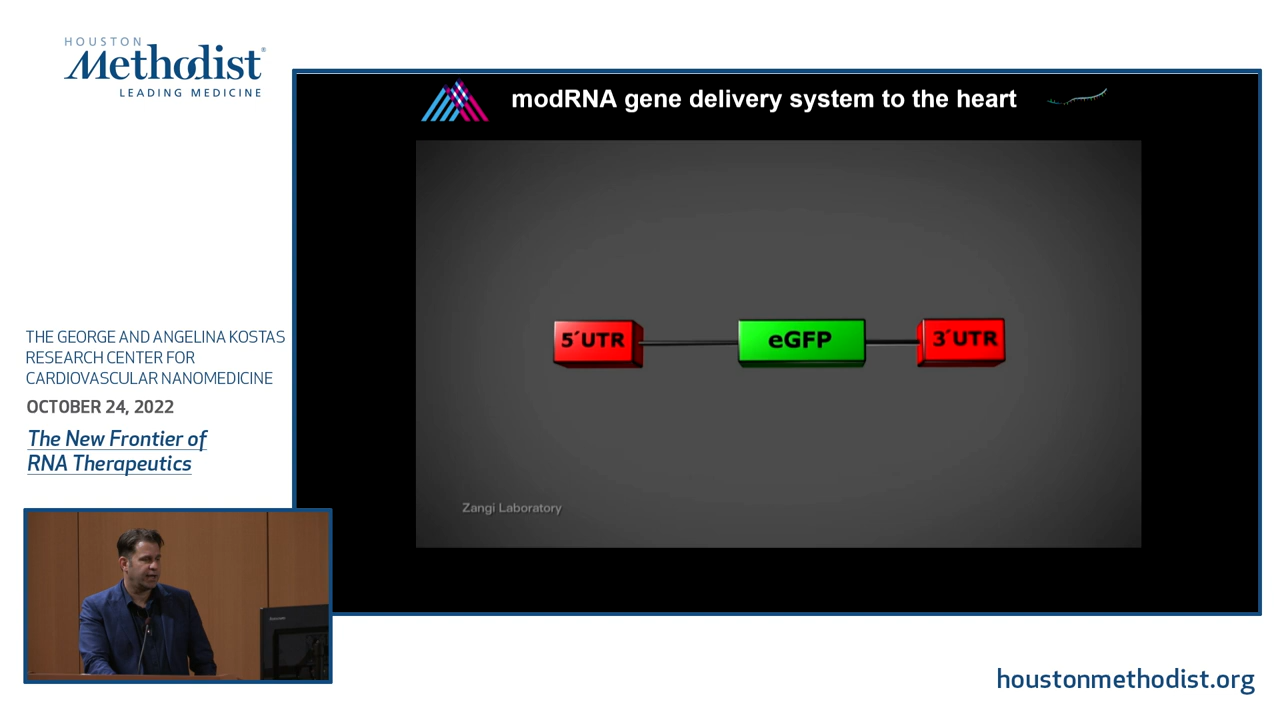 HOUSTON
Methodist®
LEADING MEDICINE
modRNA gene delivery system to the heart
5´UTR
eGFP
3´UTR
Zangi Laboratory
THE GEORGE AND ANGELINA KOSTAS
RESEARCH CENTER FOR
CARDIOVASCULAR NANOMEDICINE
OCTOBER 24, 2022
The New Frontier of
RNA Therapeutics
houstonmethodist.org